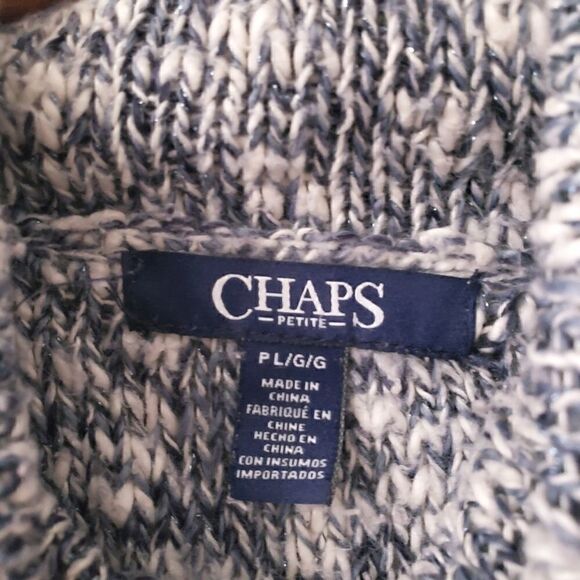 CHAPS
PETITE
P L/G/G
MADE IN
CHINA
FABRIQUÉ EN
CHINE
HECHO EN
CHINA
CON INSUMOS
IMPORTADOS